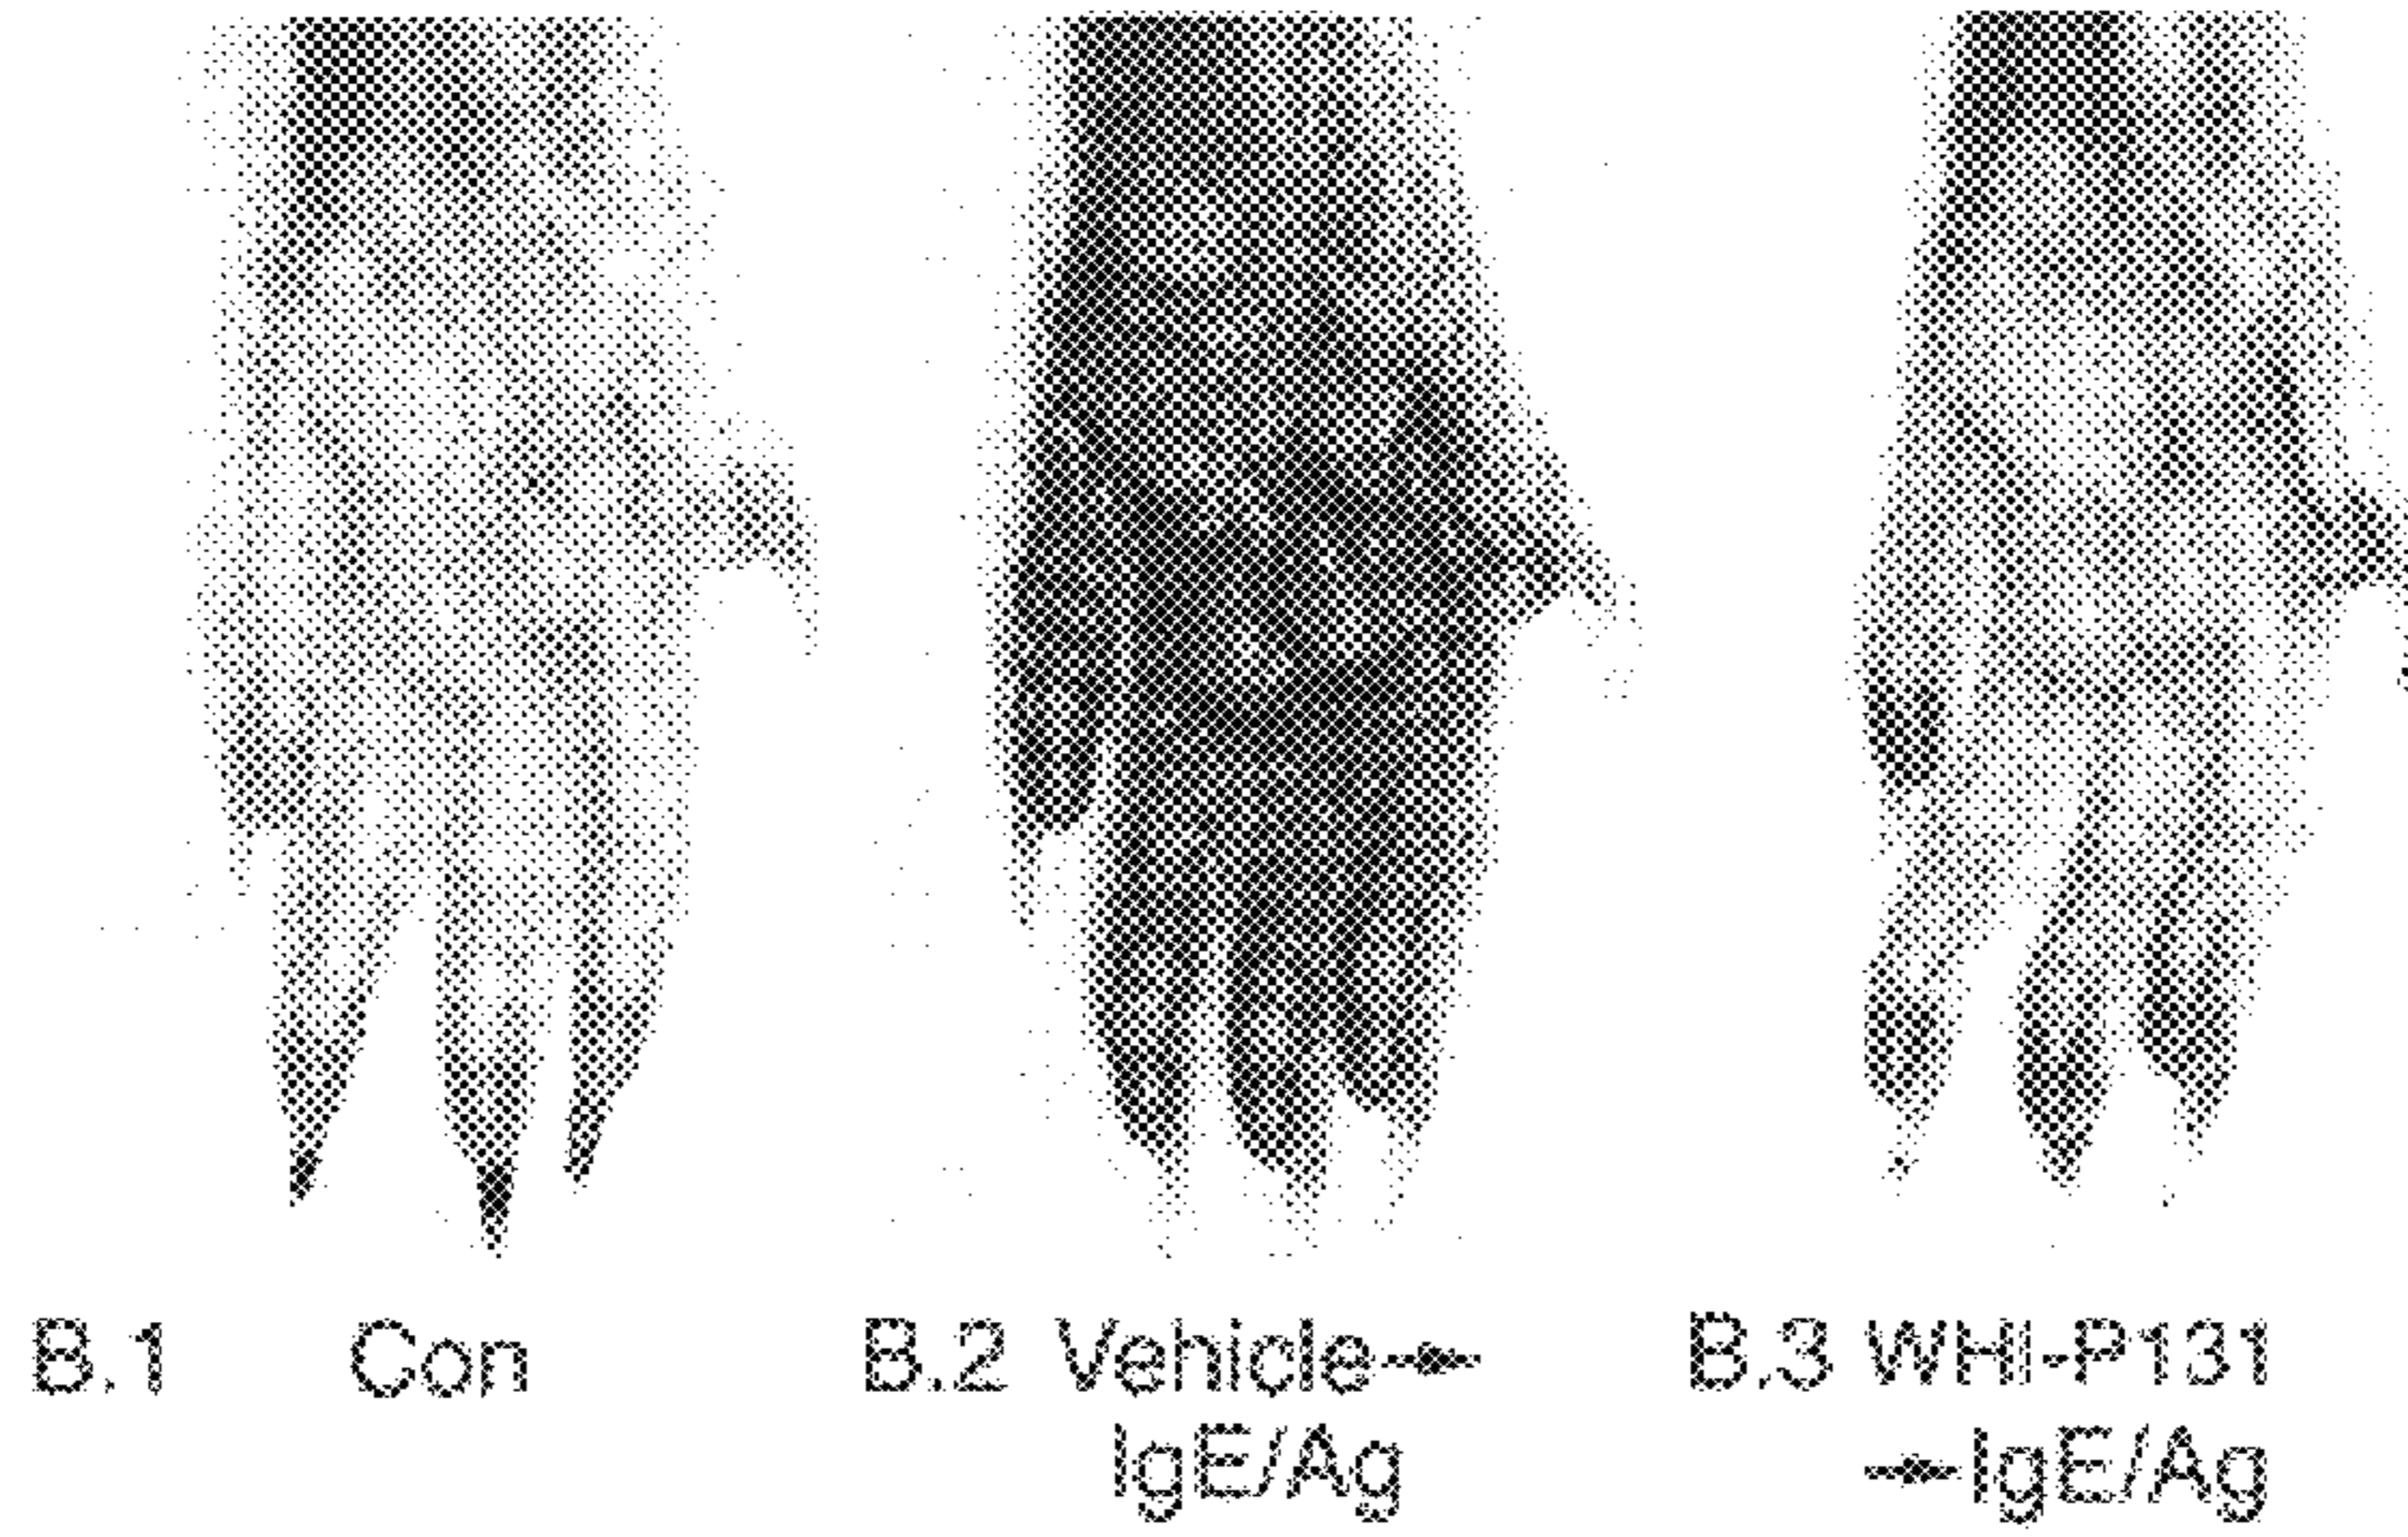 B.1 Con
B.2 Vehicle→
IgE/Ag
B.3 WHI-P131
→IgE/Ag